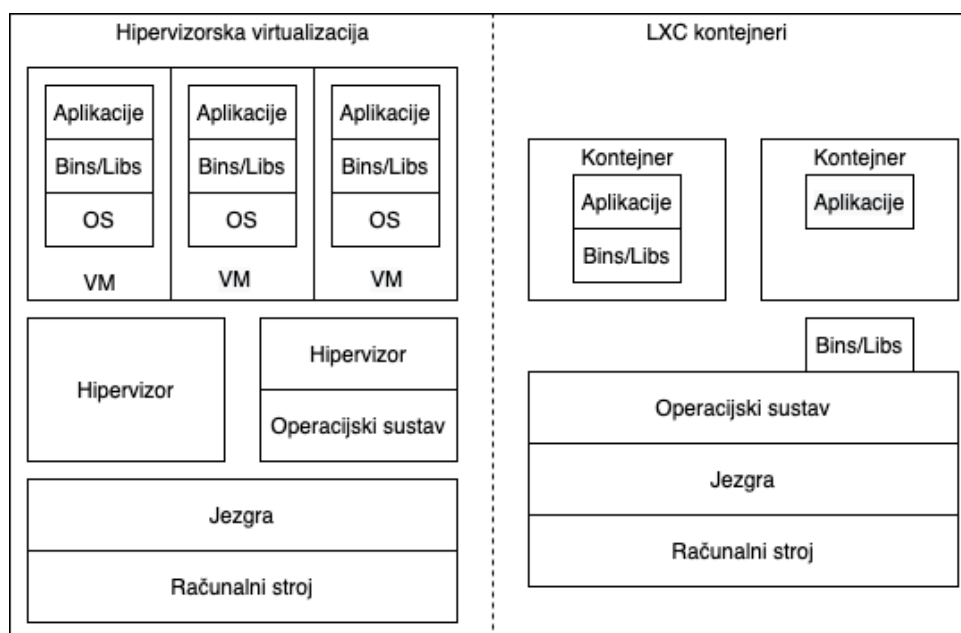 Hipervizorska virtualizacija
Aplikacije
Bins/Libs
OS
VM
Aplikacije
Bins/Libs
OS
VM
Aplikacije
Bins/Libs
OS
VM
Hipervizor
Hipervizor
Operacijski sustav
Jezgra
Računalni stroj
LXC kontejneri
Kontejner
Aplikacije
Bins/Libs
Kontejner
Aplikacije
Bins/Libs
Operacijski sustav
Jezgra
Računalni stroj